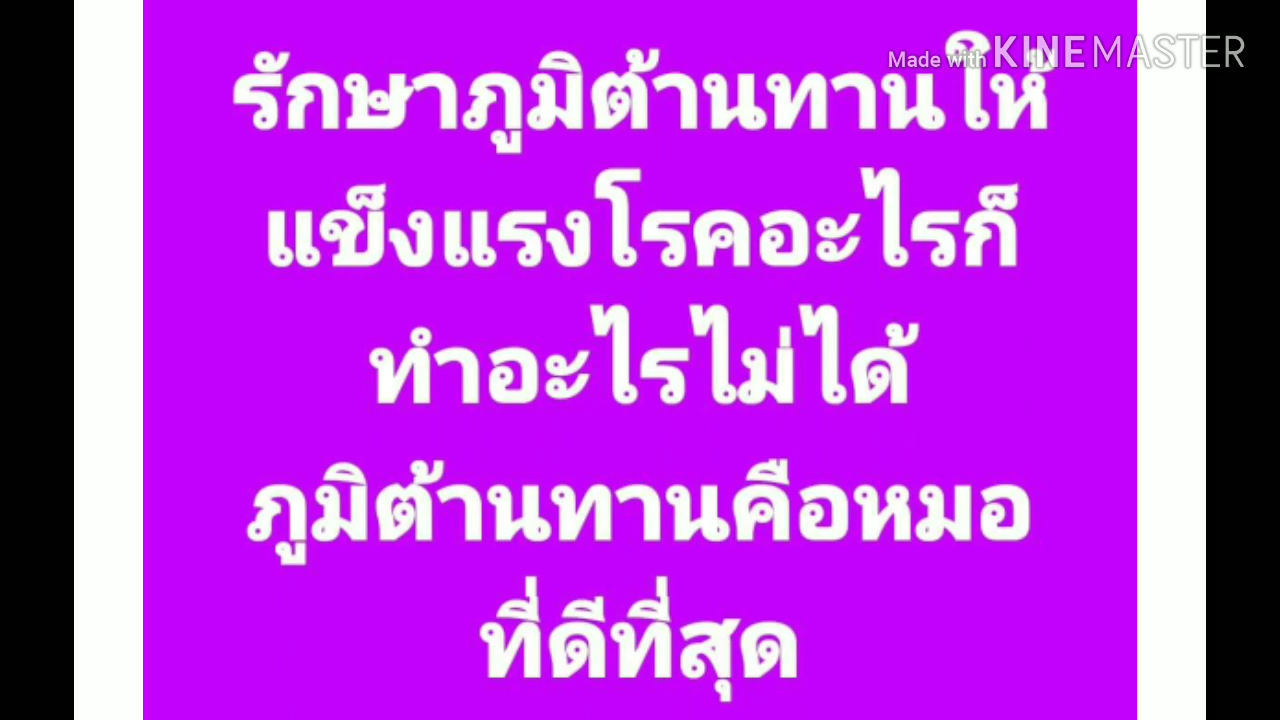 Made with KINEMASTER
รักษาภูมิต้านทานให้
แข็งแรงโรคอะไรก็
ทำอะไรไม่ได้
ภูมิต้านทานคือหมอ
ที่ดีที่สุด